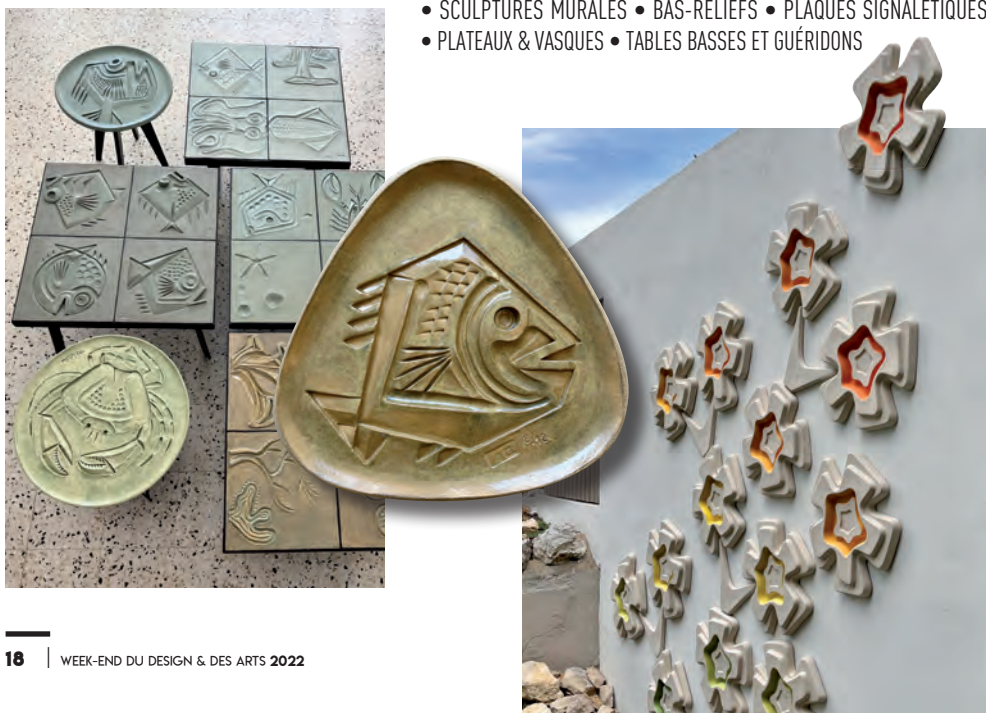 • SCULPTURES MURALES • BAS-RELIEFS • PLAQUES SIGNALÉTIQUES
• PLATEAUX & VASQUES • TABLES BASSES ET GUÉRIDONS
18 | WEEK-END DU DESIGN & DES ARTS 2022